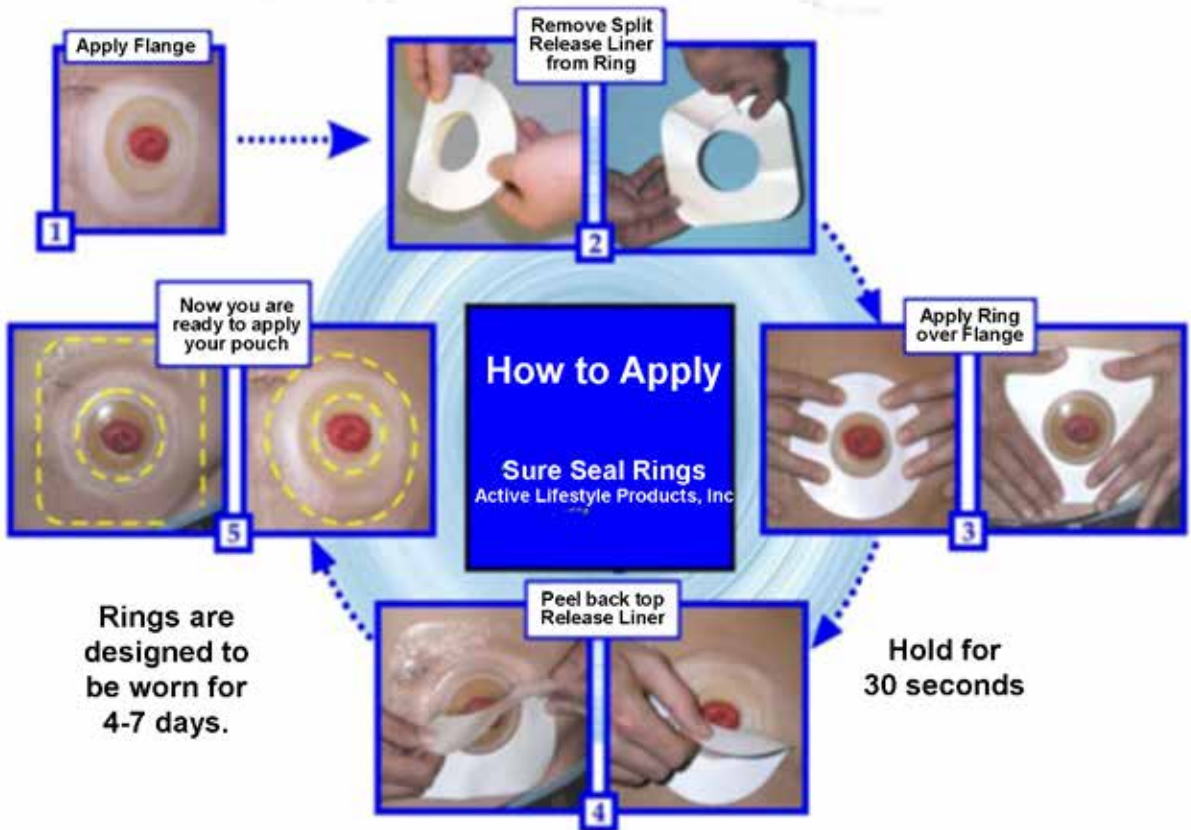 Apply Flange
1
Remove Split
Release Liner
from Ring
2
Apply Ring
over Flange
3
Hold for
30 seconds
Peel back top
Release Liner
4
Now you are
ready to apply
your pouch
5
Rings are
designed to
be worn for
4-7 days.
How to Apply
Sure Seal Rings
Active Lifestyle Products, Inc